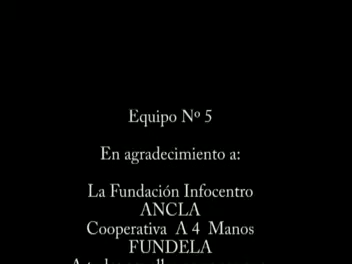 Equipo Nº 5
En agradecimiento a:
La Fundación Infocentro
ANCLA
Cooperativa A 4 Manos
FUNDELA